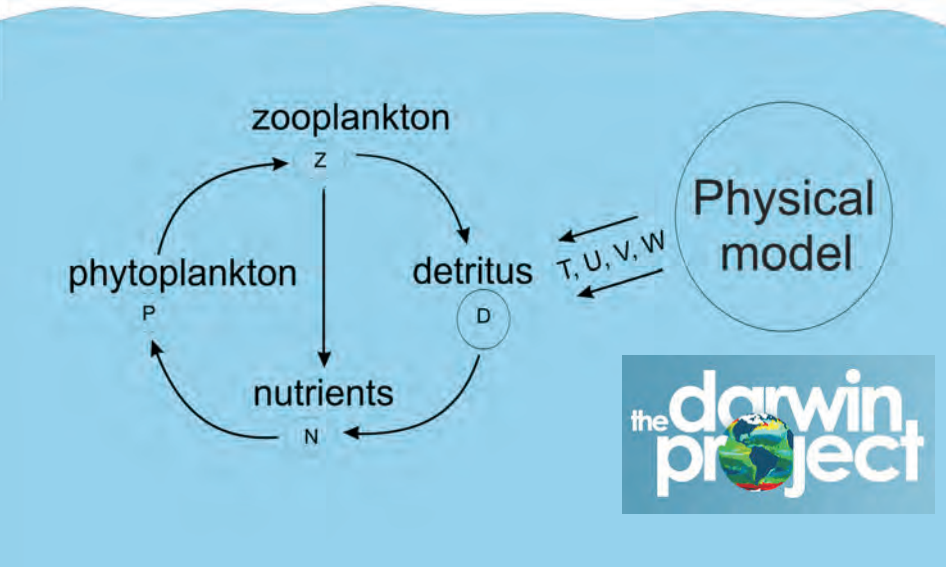 zooplankton
Z
phytoplankton
P
detritus
D
nutrients
N
T, U, V, W
Physical
model
the darwin
project